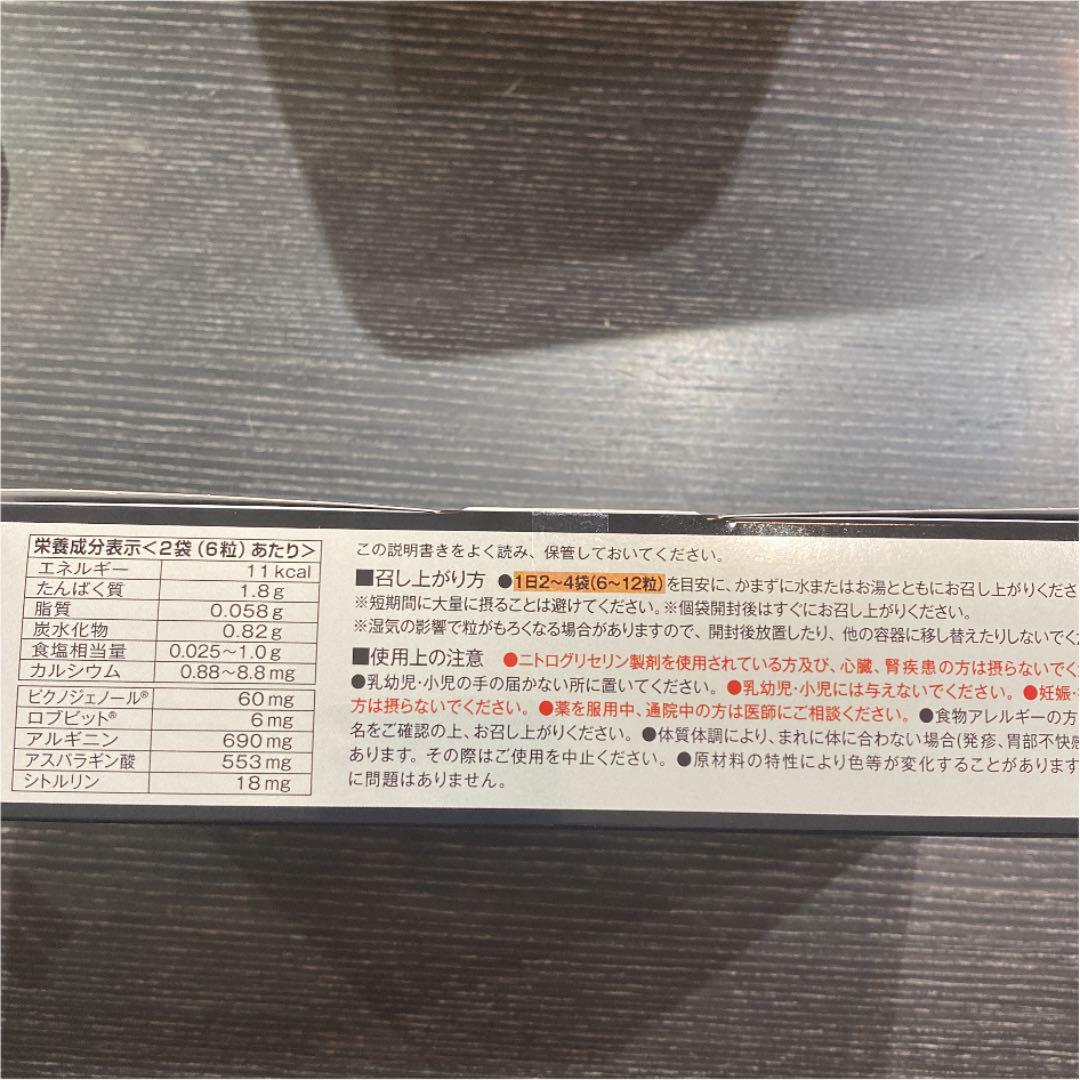 栄養成分表示<2袋(6粒)あたり>
エネルギー 11kcal
たんぱく質 1.8g
脂質 0.058g
炭水化物 0.82g
食塩相当量 0.025〜1.0g
カルシウム 0.88〜8.8mg
ピクノジェノール® 60mg
ロブビット® 6mg
アルギニン 690mg
アスパラギン酸 553mg
シトルリン 18mg
この説明書きをよく読み、保管しておいてください。
■召し上がり方 ●1日2〜4袋(6〜12粒)を目安に、かまずに水またはお湯とともにお召し上がりくださ
※短期間に大量に摂ることは避けてください。※個袋開封後はすぐにお召し上がりください。
※湿気の影響で粒がもろくなる場合がありますので、開封後放置したり、他の容器に移し替えたりしないでく
■使用上の注意 ●ニトログリセリン製剤を使用されている方及び、心臓、腎疾患の方は摂らないでく
●乳幼児・小児の手の届かない所に置いてください。●乳幼児・小児には与えないでください。●妊娠・
方は摂らないでください。●薬を服用中、通院中の方は医師にご相談ください。●食物アレルギーの方
名をご確認の上、お召し上がりください。●体質体調により、まれに体に合わない場合(発疹、胃部不快感
あります。その際はご使用を中止ください。●原材料の特性により色等が変化することがあります
に問題はありません。